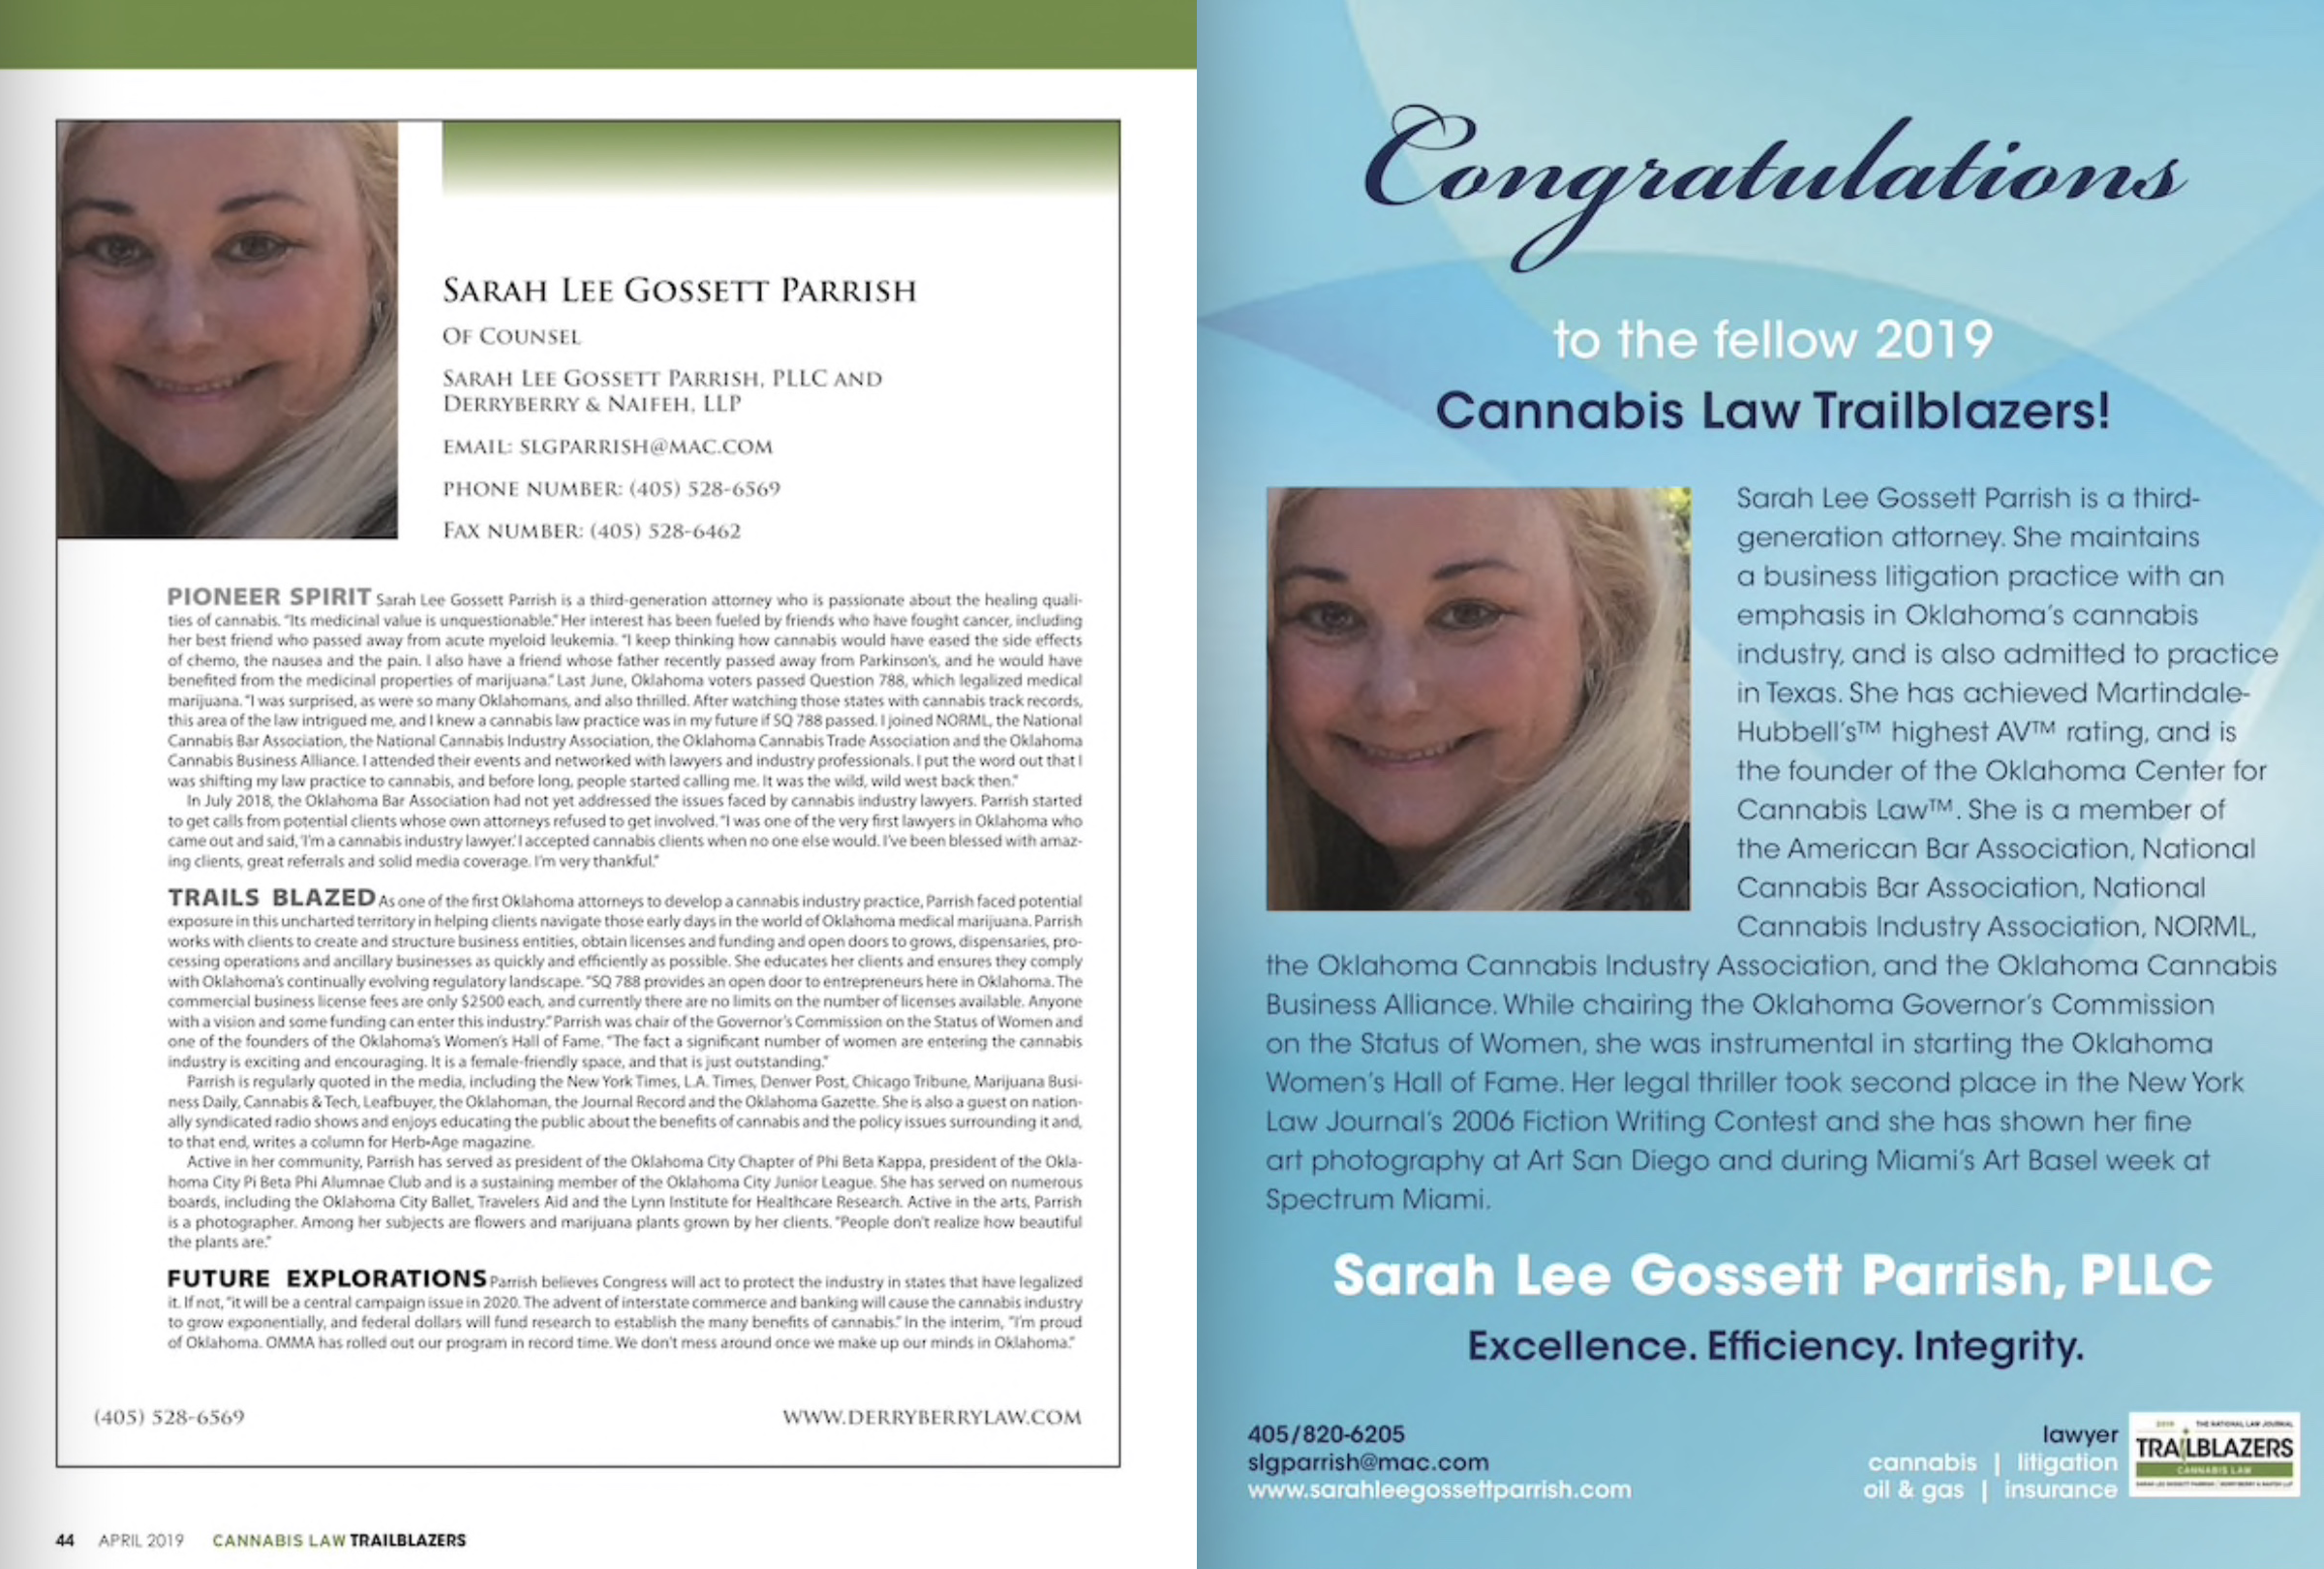 SARAH LEE GOSSETT PARRISH
OF COUNSEL
SARAH LEE GOSSETT PARRISH, PLLC AND
DERRYBERRY & NAIFEH, LLP
EMAIL: SLGPARRISH@MAC.COM
PHONE NUMBER: (405) 528-6569
FAX NUMBER: (405) 528-6462
PIONEER SPIRIT Sarah Lee Gossett Parrish is a third-generation attorney who is passionate about the healing quali-
ties of cannabis. "Its medicinal value is unquestionable." Her interest has been fueled by friends who have fought cancer, including
her best friend who passed away from acute myeloid leukemia. "I keep thinking how cannabis would have eased the side effects
of chemo, the nausea and the pain. I also have a friend whose father recently passed away from Parkinson's, and he would have
benefited from the medicinal properties of marijuana." Last June, Oklahoma voters passed Question 788, which legalized medical
marijuana. "I was surprised, as were so many Oklahomans, and also thrilled. After watching those states with cannabis track records,
this area of the law intrigued me, and I knew a cannabis law practice was in my future if SQ 788 passed. I joined NORML, the National
Cannabis Bar Association, the National Cannabis Industry Association, the Oklahoma Cannabis Trade Association and the Oklahoma
Cannabis Business Alliance. I attended their events and networked with lawyers and industry professionals. I put the word out that I
was shifting my law practice to cannabis, and before long, people started calling me. It was the wild, wild west back then."
In July 2018, the Oklahoma Bar Association had not yet addressed the issues faced by cannabis industry lawyers. Parrish started
to get calls from potential clients whose own attorneys refused to get involved. "I was one of the very first lawyers in Oklahoma who
came out and said, 'I'm a cannabis industry lawyer.' I accepted cannabis clients when no one else would. I've been blessed with amaz-
ing clients, great referrals and solid media coverage. I'm very thankful."
TRAILS BLAZED As one of the first Oklahoma attorneys to develop a cannabis industry practice, Parrish faced potential
exposure in this uncharted territory in helping clients navigate those early days in the world of Oklahoma medical marijuana. Parrish
works with clients to create and structure business entities, obtain licenses and funding and open doors to grows, dispensaries, pro-
cessing operations and ancillary businesses as quickly and efficiently as possible. She educates her clients and ensures they comply
with Oklahoma's continually evolving regulatory landscape. "SQ 788 provides an open door to entrepreneurs here in Oklahoma. The
commercial business license fees are only $2500 each, and currently there are no limits on the number of licenses available. Anyone
with a vision and some funding can enter this industry." Parrish was chair of the Governor's Commission on the Status of Women and
one of the founders of the Oklahoma's Women's Hall of Fame. "The fact a significant number of women are entering the cannabis
industry is exciting and encouraging. It is a female-friendly space, and that is just outstanding."
Parrish is regularly quoted in the media, including the New York Times, L.A. Times, Denver Post, Chicago Tribune, Marijuana Busi-
ness Daily, Cannabis & Tech, Leafbuyer, the Oklahoman, the Journal Record and the Oklahoma Gazette. She is also a guest on nation-
ally syndicated radio shows and enjoys educating the public about the benefits of cannabis and the policy issues surrounding it and,
to that end, writes a column for Herb-Age magazine.
Active in her community, Parrish has served as president of the Oklahoma City Chapter of Phi Beta Kappa, president of the Okla-
homa City Pi Beta Phi Alumnae Club and is a sustaining member of the Oklahoma City Junior League. She has served on numerous
boards, including the Oklahoma City Ballet, Travelers Aid and the Lynn Institute for Healthcare Research. Active in the arts, Parrish
is a photographer. Among her subjects are flowers and marijuana plants grown by her clients. "People don't realize how beautiful
the plants are."
FUTURE EXPLORATIONS Parrish believes Congress will act to protect the industry in states that have legalized
it. If not, "it will be a central campaign issue in 2020. The advent of interstate commerce and banking will cause the cannabis industry
to grow exponentially, and federal dollars will fund research to establish the many benefits of cannabis." In the interim, "I'm proud
of Oklahoma. OMMA has rolled out our program in record time. We don't mess around once we make up our minds in Oklahoma."
(405) 528-6569
WWW.DERRYBERRYLAW.COM
44 APRIL 2019 CANNABIS LAW TRAILBLAZERS
Congratulations
to the fellow 2019
Cannabis Law Trailblazers!
Sarah Lee Gossett Parrish is a third-
generation attorney. She maintains
a business litigation practice with an
emphasis in Oklahoma's cannabis
industry, and is also admitted to practice
in Texas. She has achieved Martindale-
Hubbell's™ highest AV™ rating, and is
the founder of the Oklahoma Center for
Cannabis Law™. She is a member of
the American Bar Association, National
Cannabis Bar Association, National
Cannabis Industry Association, NORML,
the Oklahoma Cannabis Industry Association, and the Oklahoma Cannabis
Business Alliance. While chairing the Oklahoma Governor's Commission
on the Status of Women, she was instrumental in starting the Oklahoma
Women's Hall of Fame. Her legal thriller took second place in the New York
Law Journal's 2006 Fiction Writing Contest and she has shown her fine
art photography at Art San Diego and during Miami's Art Basel week at
Spectrum Miami.
Sarah Lee Gossett Parrish, PLLC
Excellence. Efficiency. Integrity.
405/820-6205
slgparrish@mac.com
www.sarahleegossettparrish.com
lawyer
cannabis | litigation
oil & gas | insurance
2019 THE NATIONAL LAW JOURNAL
TRAILBLAZERS
CANNABIS LAW